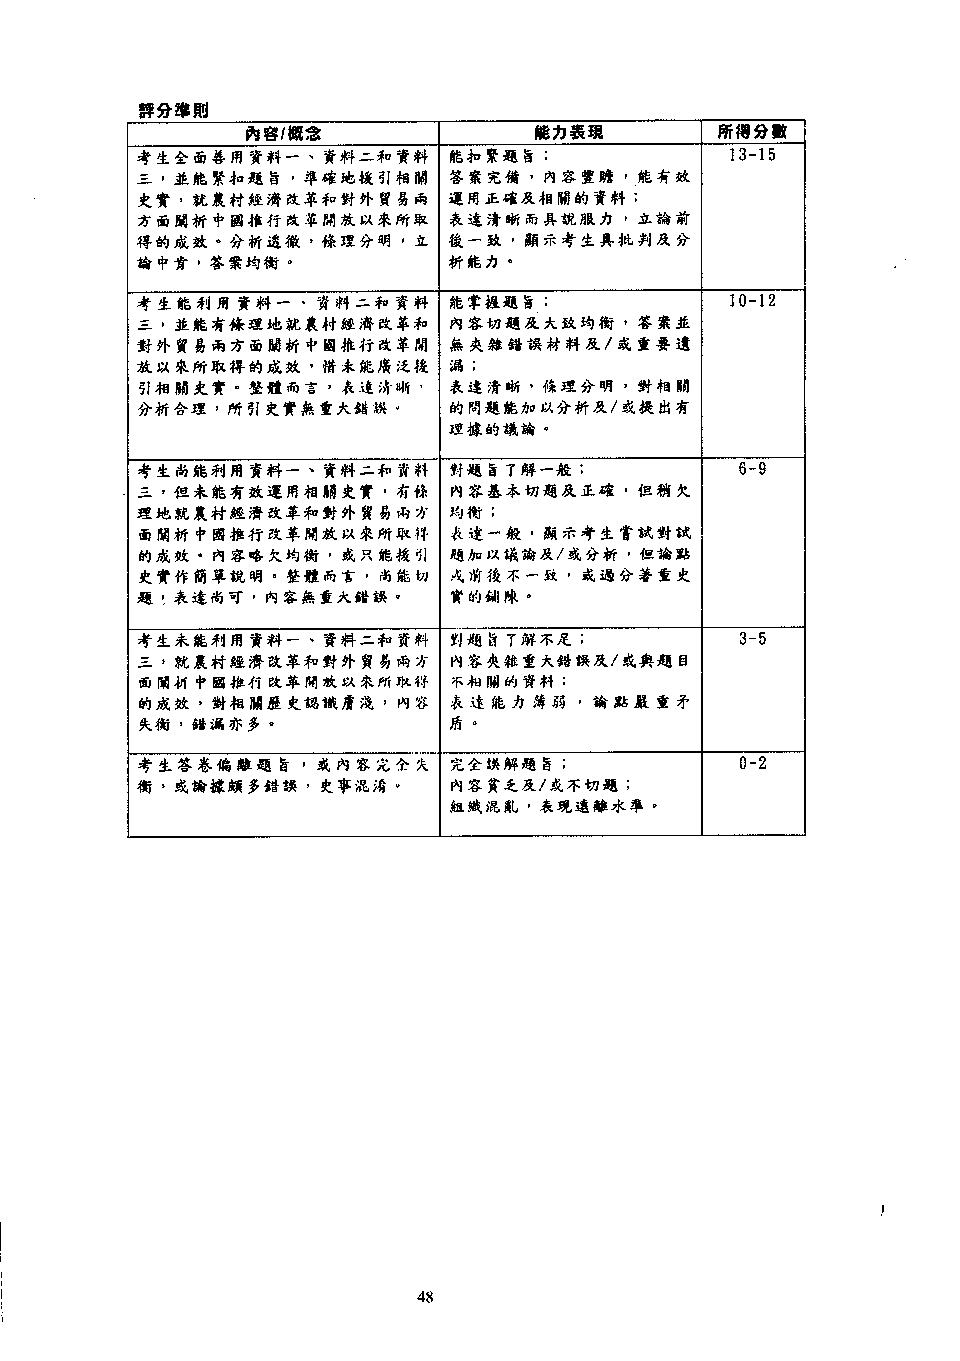 評分準則
內容/概念
能力表現
所得分數
考生全面善用資料一、資料二和資料
三，並能緊扣題旨，準確地援引相關
史實，就農村經濟改革和對外貿易兩
方面闡析中國推行改革開放以來所取
得的成效。分析透徹，條理分明，立
論中肯，答案均衡。
能扣緊題旨；
答案完備，內容豐贍，能有效
運用正確及相關的資料；
表達清晰而具說服力，立論前
後一致，顯示考生具批判及分
析能力。
13-15
考生能利用資料一、資料二和資料
三，並能有條理地就農村經濟改革和
對外貿易兩方面闡析中國推行改革開
放以來所取得的成效，惜未能廣泛援
引相關史實。整體而言，表達清晰，
分析合理，所引史實無重大錯誤。
能掌握題旨；
內容切題及大致均衡，答案並
無夾雜錯誤材料及/或重要遺
漏；
表達清晰，條理分明，對相關
的問題能加以分析及/或提出有
理據的議論。
10-12
考生尚能利用資料一、資料二和資料
三，但未能有效運用相關史實，有條
理地就農村經濟改革和對外貿易兩方
面闡析中國推行改革開放以來所取得
的成效。內容略欠均衡，或只能援引
史實作簡單說明。整體而言，尚能切
題，表達尚可，內容無重大錯誤。
對題旨了解一般；
內容基本切題及正確，但稍欠
均衡；
表達一般，顯示考生嘗試對試
題加以議論及/或分析，但論點
或前後不一致，或過分著重史
實的鋪陳。
6-9
考生未能利用資料一、資料二和資料
三，就農村經濟改革和對外貿易兩方
面闡析中國推行改革開放以來所取得
的成效，對相關歷史認識膚淺，內容
失衡，錯漏亦多。
對題旨了解不足；
內容夾雜重大錯誤及/或與題目
不相關的資料；
表達能力薄弱，論點嚴重矛
盾。
3-5
考生答卷偏離題旨，或內容完全失
衡，或論據頗多錯誤，史事混淆。
完全誤解題旨；
內容貧乏及/或不切題；
組織混亂，表現遠離水準。
0-2
48